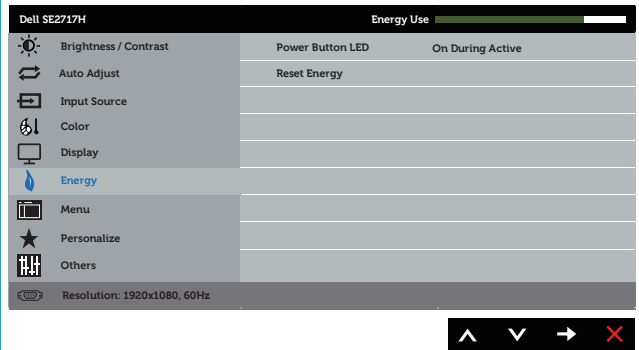 Dell SE2717H Energy Use
Brightness / Contrast Power Button LED On During Active
Auto Adjust Reset Energy
Input Source
Color
Display
Energy
Menu
Personalize
Others
Resolution: 1920x1080, 60Hz